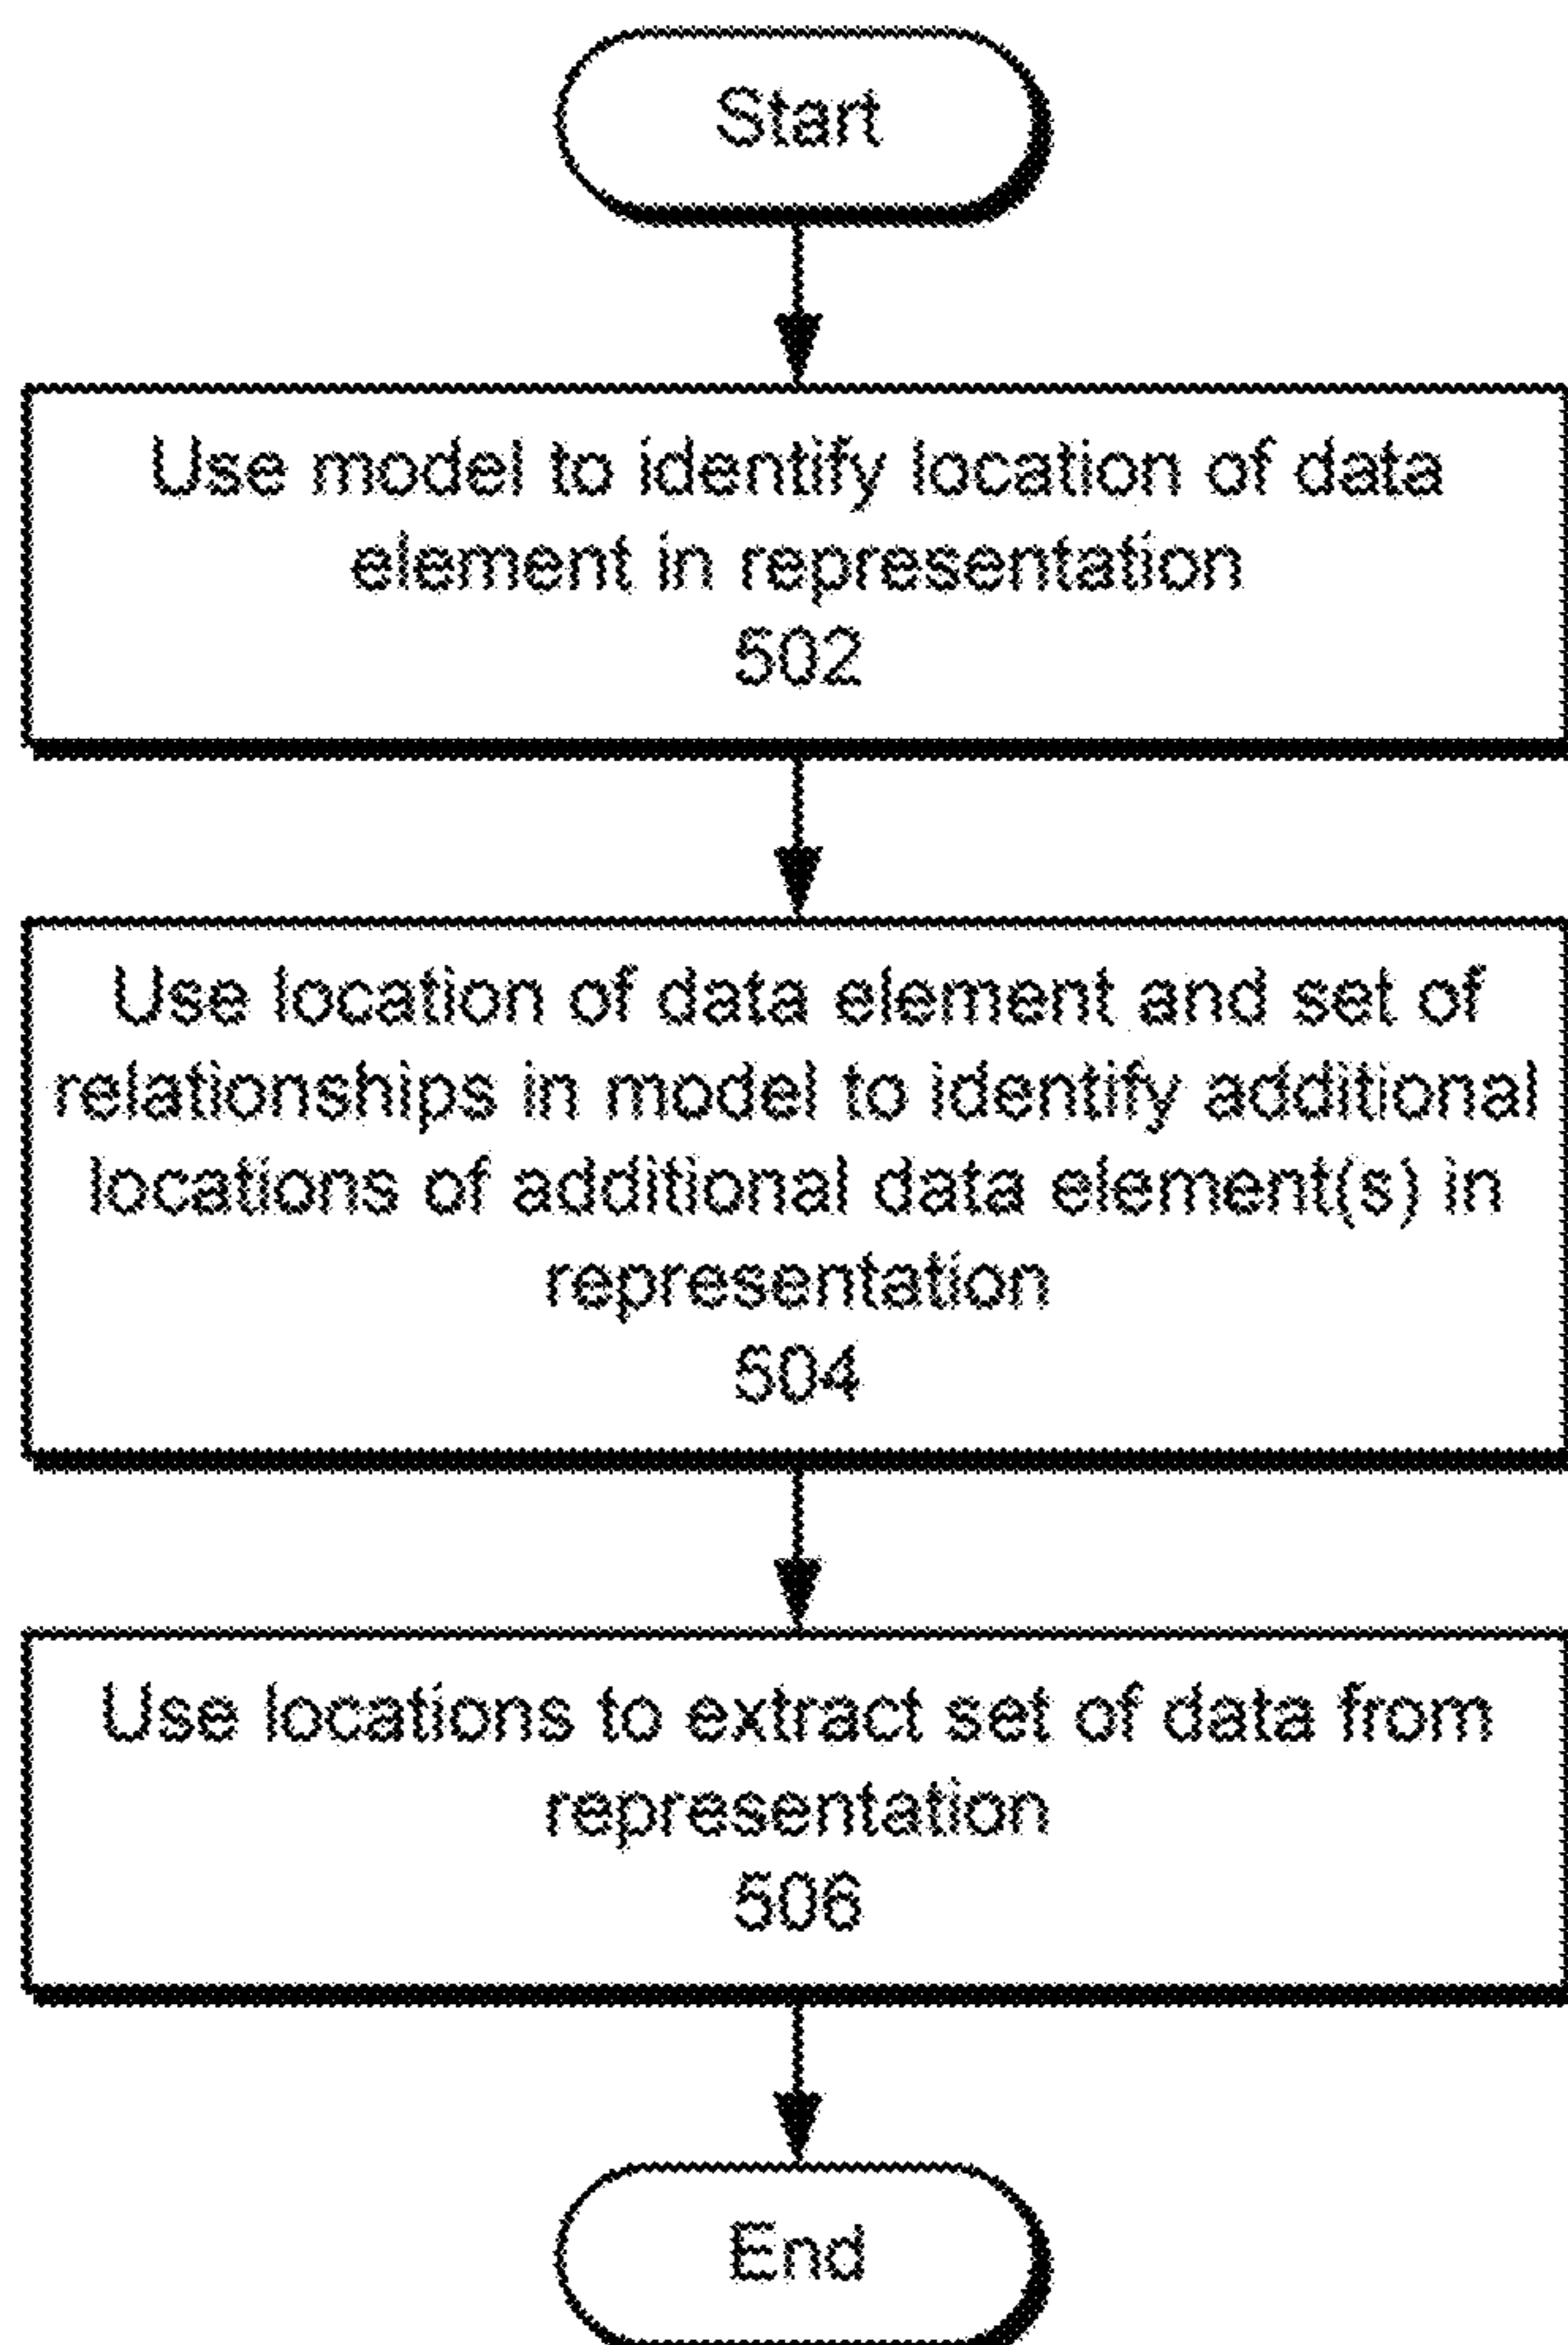 Start
Use model to identify location of data
element in representation
502
Use location of data element and set of
relationships in model to identify additional
locations of additional data element(s) in
representation
504
Use locations to extract set of data from
representation
506
End